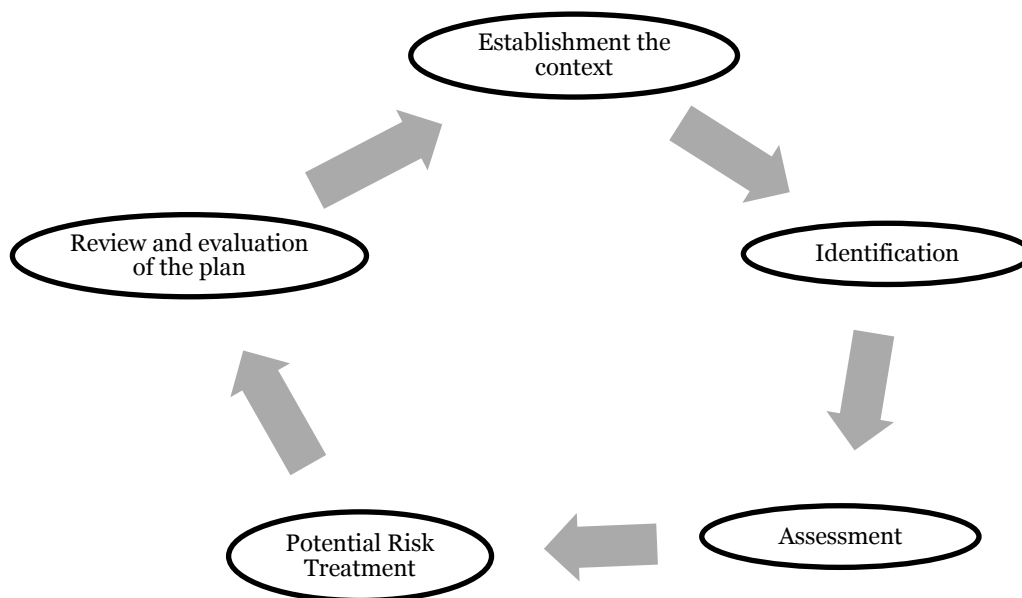 Establishment the
context
Identification
Assessment
Potential Risk
Treatment
Review and evaluation
of the plan